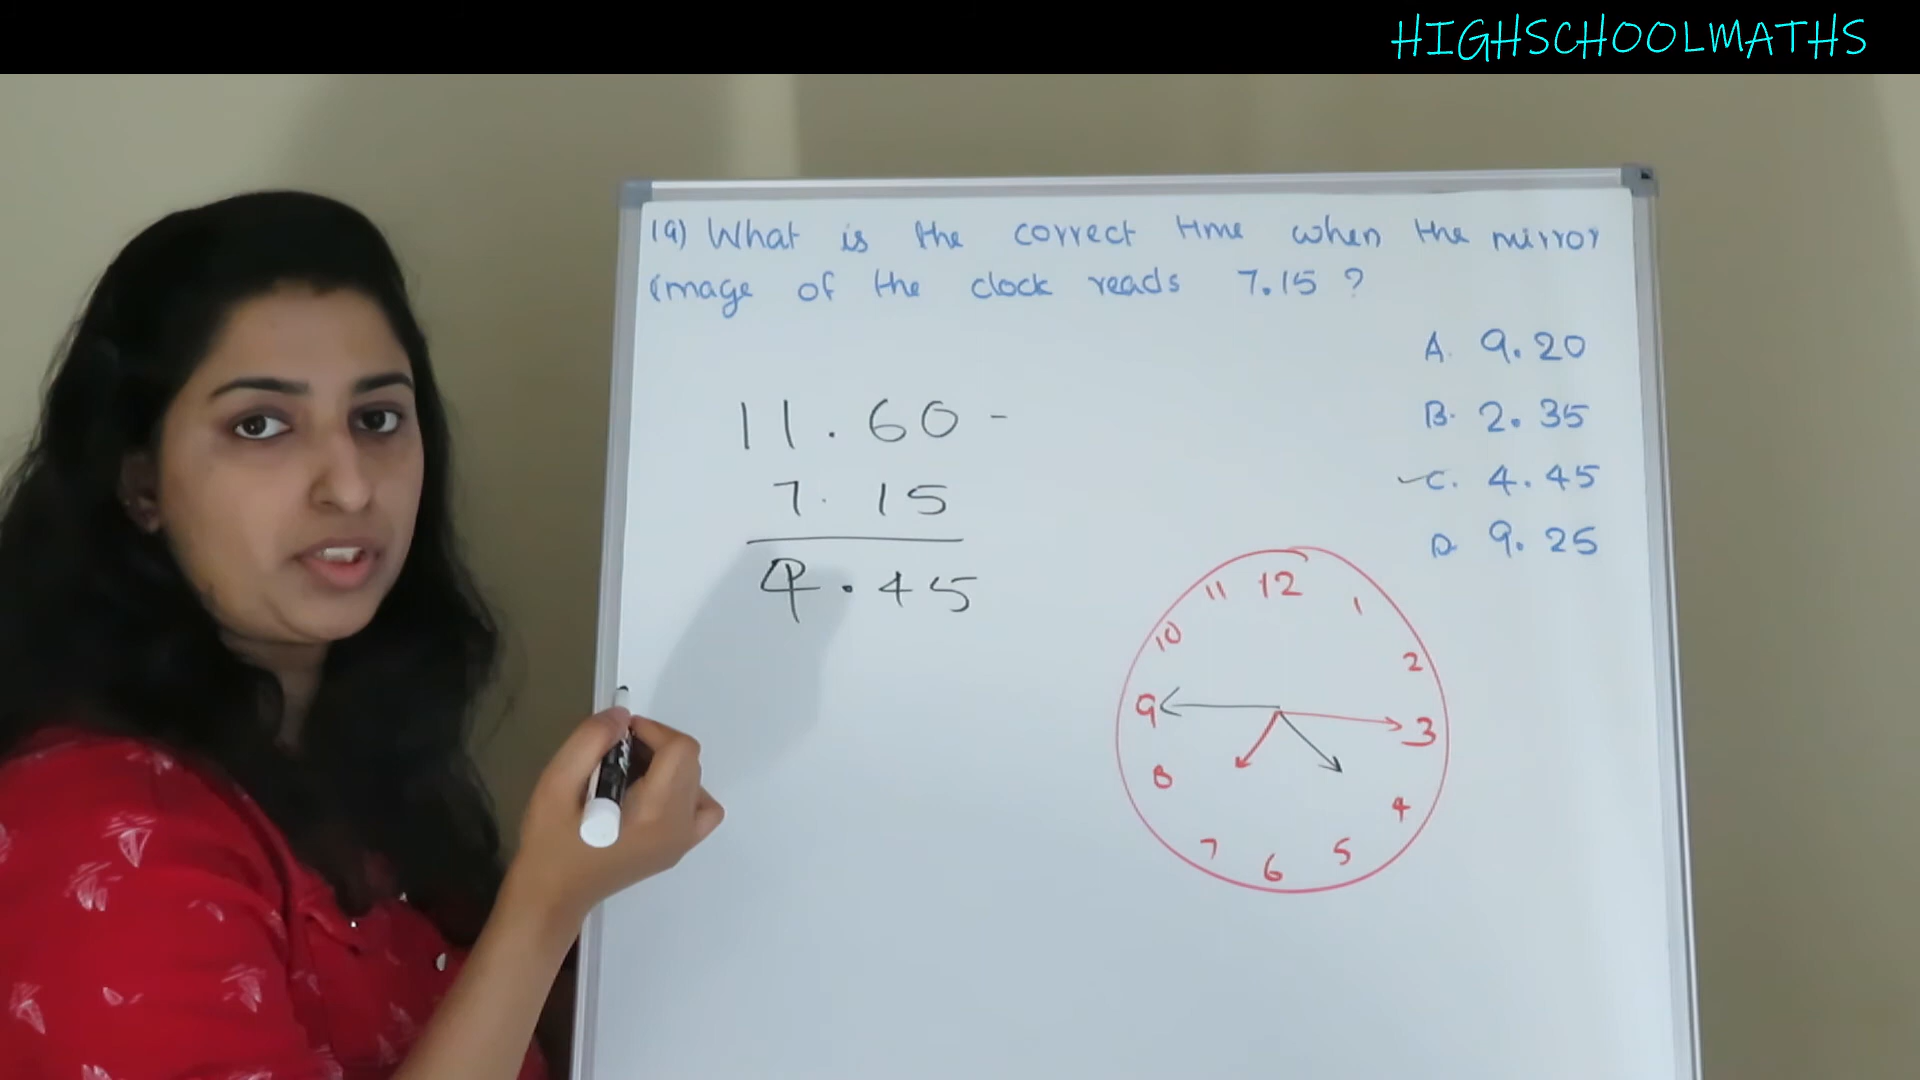 HIGHSCHOOLMATHS
19) What is the correct time when the mirror
image of the clock reads 7.15 ?
A. 9.20
B. 2.35
C. 4.45
D. 9.25
11.60 -
7.15
4.45
11 12 1
10 2
9 3
8 4
7 6 5